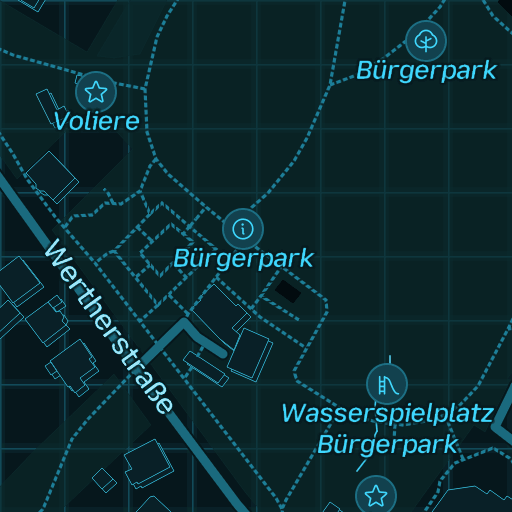 Bürgerpark
Voliere
Bürgerpark
Wertherstraße
Wasserspielplatz
Bürgerpark